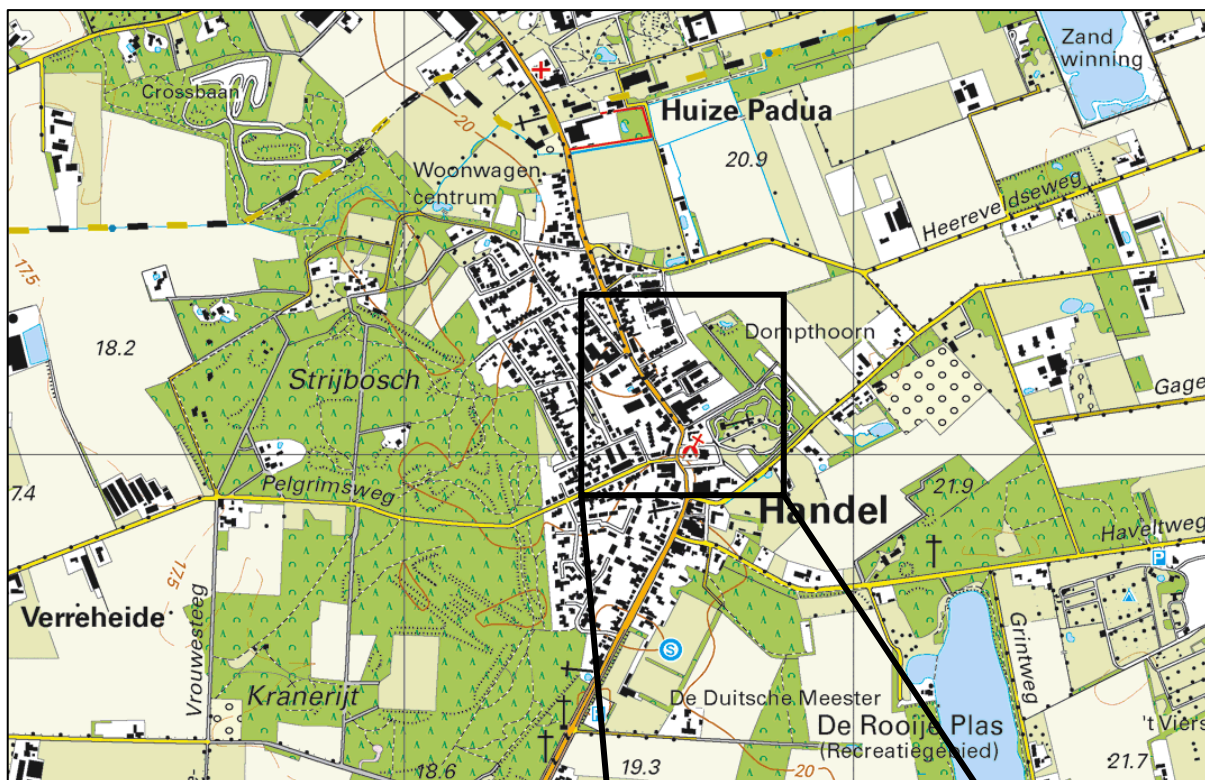 Zand
winning
Crossbaan
20
Huize Padua
20.9
Woonwagen
centrum
Heereveldseweg
17.5
18.2
Dompthoorn
Strijbosch
Gage
7.4
Pelgrimsweg
21.9
Handel
Haveltweg
P
17.5
Verreheide
Vrouwesteeg
Grintweg
S
Kranerijt
De Duitsche Meester
De Rooije Plas
(Recreatiegebied)
't Viers
18.6
19.3
20
21.7